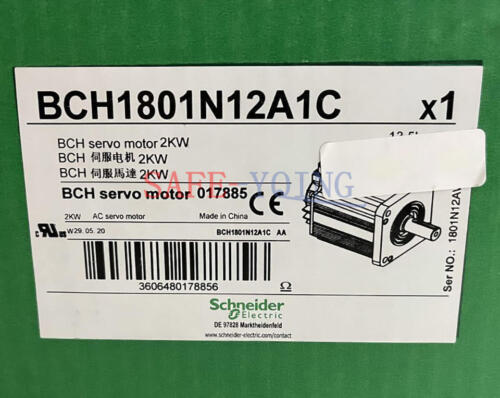 BCH1801N12A1C x1
BCH servo motor 2KW
BCH 伺服电机 2KW
BCH 伺服馬達 2KW
SAFE YOING
BCH servo motor 017885 CE
2KW AC servo motor Made in China
W29. 05. 20 BCH1801N12A1C AA
3606480178856 Ω
Ser NO.: 1801N12A
Schneider
Electric
DE 97828 Marktheidenfeld
www.schneider-electric.com/contact